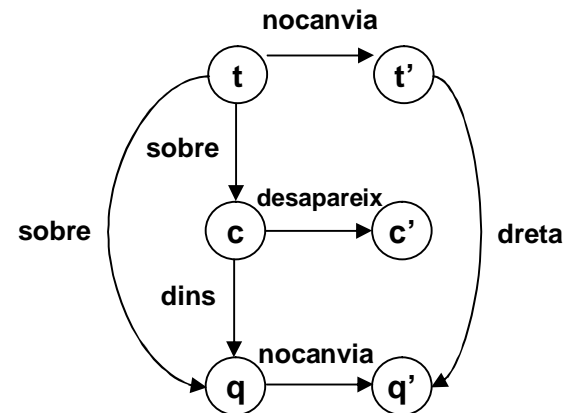 nocanvia
t t’
sobre
desapareix
sobre c c’ dreta
dins
nocanvia
q q’